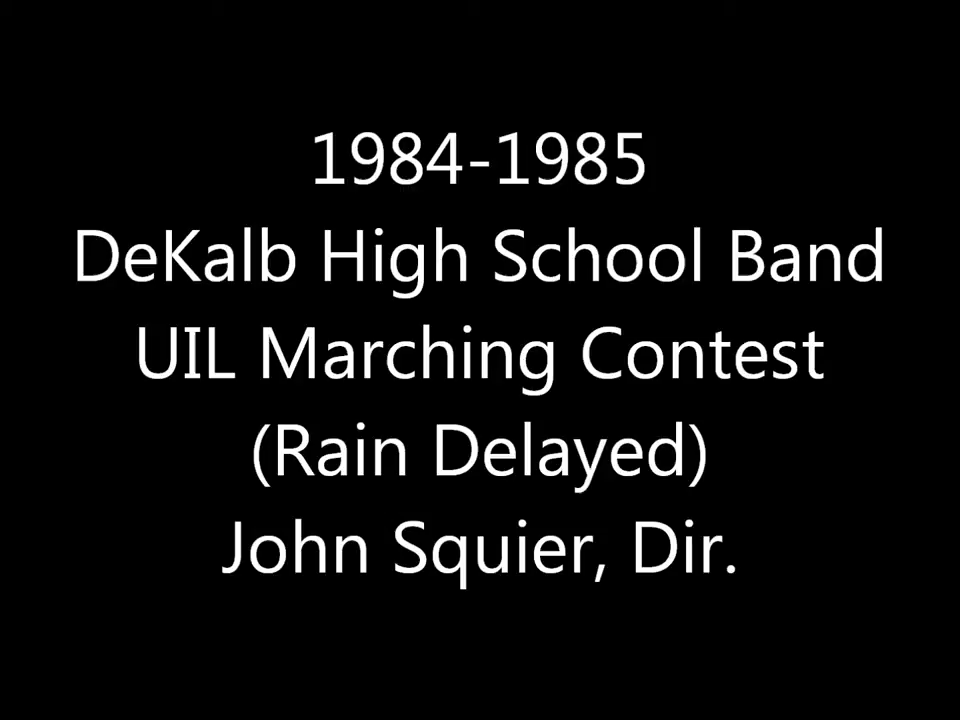 1984-1985
DeKalb High School Band
UIL Marching Contest
(Rain Delayed)
John Squier, Dir.